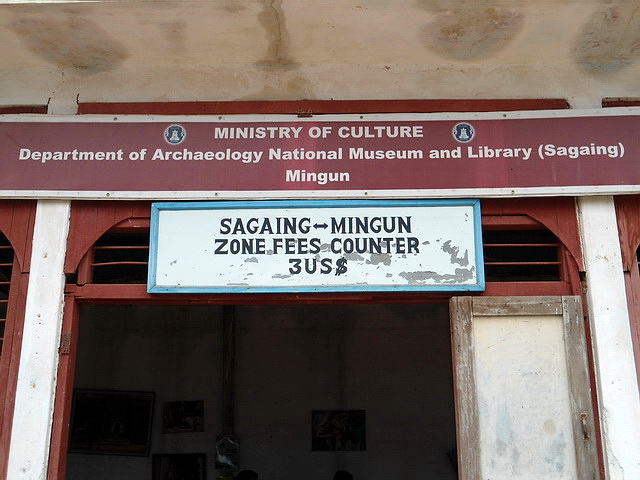 MINISTRY OF CULTURE
Department of Archaeology National Museum and Library (Sagaing)
Mingun
SAGAING↔MINGUN
ZONE FEES COUNTER
3US$